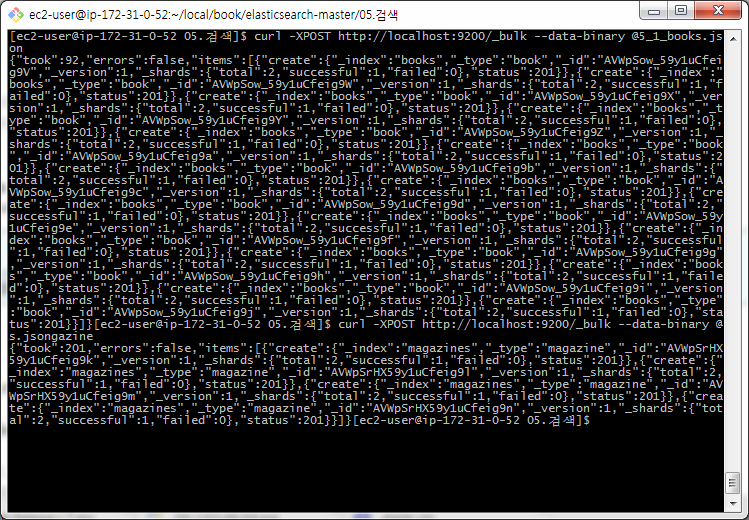 ec2-user@ip-172-31-0-52:~/local/book/elasticsearch-master/05.검색
[ec2-user@ip-172-31-0-52 05.검색]$ curl -XPOST http://localhost:9200/_bulk --data-binary @5_1_books.js
on
{"took":92,"errors":false,"items":[{"create":{"_index":"books","_type":"book","_id":"AVWpSow_59y1uCfei
g9V","_version":1,"_shards":{"total":2,"successful":1,"failed":0},"status":201}},{"create":{"_index":"
books","_type":"book","_id":"AVWpSow_59y1uCfeig9W","_version":1,"_shards":{"total":2,"successful":1,"f
ailed":0},"status":201}},{"create":{"_index":"books","_type":"book","_id":"AVWpSow_59y1uCfeig9X","_ver
sion":1,"_shards":{"total":2,"successful":1,"failed":0},"status":201}},{"create":{"_index":"books","_t
ype":"book","_id":"AVWpSow_59y1uCfeig9Y","_version":1,"_shards":{"total":2,"successful":1,"failed":0},
"status":201}},{"create":{"_index":"books","_type":"book","_id":"AVWpSow_59y1uCfeig9Z","_version":1,"_
shards":{"total":2,"successful":1,"failed":0},"status":201}},{"create":{"_index":"books","_type":"book
","_id":"AVWpSow_59y1uCfeig9a","_version":1,"_shards":{"total":2,"successful":1,"failed":0},"status":2
01}},{"create":{"_index":"books","_type":"book","_id":"AVWpSow_59y1uCfeig9b","_version":1,"_shards":{"
total":2,"successful":1,"failed":0},"status":201}},{"create":{"_index":"books","_type":"book","_id":"A
VWpSow_59y1uCfeig9c","_version":1,"_shards":{"total":2,"successful":1,"failed":0},"status":201}},{"cre
ate":{"_index":"books","_type":"book","_id":"AVWpSow_59y1uCfeig9d","_version":1,"_shards":{"total":2,"
successful":1,"failed":0},"status":201}},{"create":{"_index":"books","_type":"book","_id":"AVWpSow_59y
1uCfeig9e","_version":1,"_shards":{"total":2,"successful":1,"failed":0},"status":201}},{"create":{"_in
dex":"books","_type":"book","_id":"AVWpSow_59y1uCfeig9f","_version":1,"_shards":{"total":2,"successful
":1,"failed":0},"status":201}},{"create":{"_index":"books","_type":"book","_id":"AVWpSow_59y1uCfeig9g"
,"_version":1,"_shards":{"total":2,"successful":1,"failed":0},"status":201}},{"create":{"_index":"book
s","_type":"book","_id":"AVWpSow_59y1uCfeig9h","_version":1,"_shards":{"total":2,"successful":1,"faile
d":0},"status":201}},{"create":{"_index":"books","_type":"book","_id":"AVWpSow_59y1uCfeig9i","_version
":1,"_shards":{"total":2,"successful":1,"failed":0},"status":201}},{"create":{"_index":"books","_type"
:"book","_id":"AVWpSow_59y1uCfeig9j","_version":1,"_shards":{"total":2,"successful":1,"failed":0},"sta
tus":201}}]}[ec2-user@ip-172-31-0-52 05.검색]$ curl -XPOST http://localhost:9200/_bulk --data-binary @
s.jsongazine
{"took":201,"errors":false,"items":[{"create":{"_index":"magazines","_type":"magazine","_id":"AVWpSrHX
59y1uCfeig9k","_version":1,"_shards":{"total":2,"successful":1,"failed":0},"status":201}},{"create":{"
_index":"magazines","_type":"magazine","_id":"AVWpSrHX59y1uCfeig9l","_version":1,"_shards":{"total":2,
"successful":1,"failed":0},"status":201}},{"create":{"_index":"magazines","_type":"magazine","_id":"AV
WpSrHX59y1uCfeig9m","_version":1,"_shards":{"total":2,"successful":1,"failed":0},"status":201}},{"crea
te":{"_index":"magazines","_type":"magazine","_id":"AVWpSrHX59y1uCfeig9n","_version":1,"_shards":{"tot
al":2,"successful":1,"failed":0},"status":201}}]}[ec2-user@ip-172-31-0-52 05.검색]$